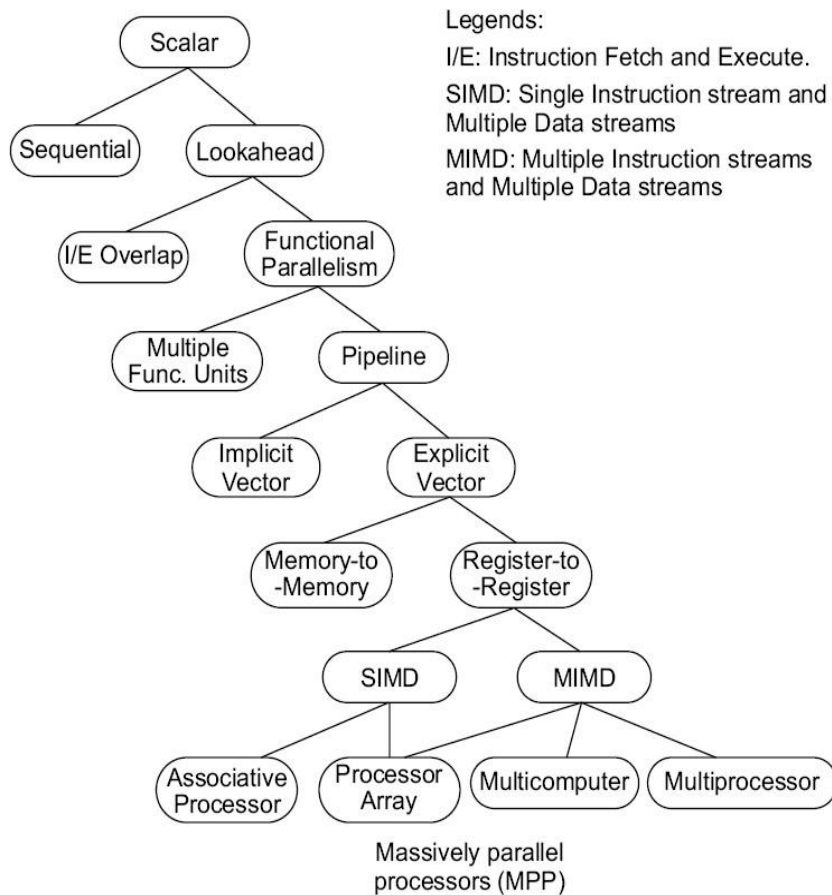 Legends:
I/E: Instruction Fetch and Execute.
SIMD: Single Instruction stream and
Multiple Data streams
MIMD: Multiple Instruction streams
and Multiple Data streams
Scalar
Sequential
Lookahead
I/E Overlap
Functional
Parallelism
Multiple
Func. Units
Pipeline
Implicit
Vector
Explicit
Vector
Memory-to
-Memory
Register-to
-Register
SIMD
MIMD
Associative
Processor
Processor
Array
Multicomputer
Multiprocessor
Massively parallel
processors (MPP)